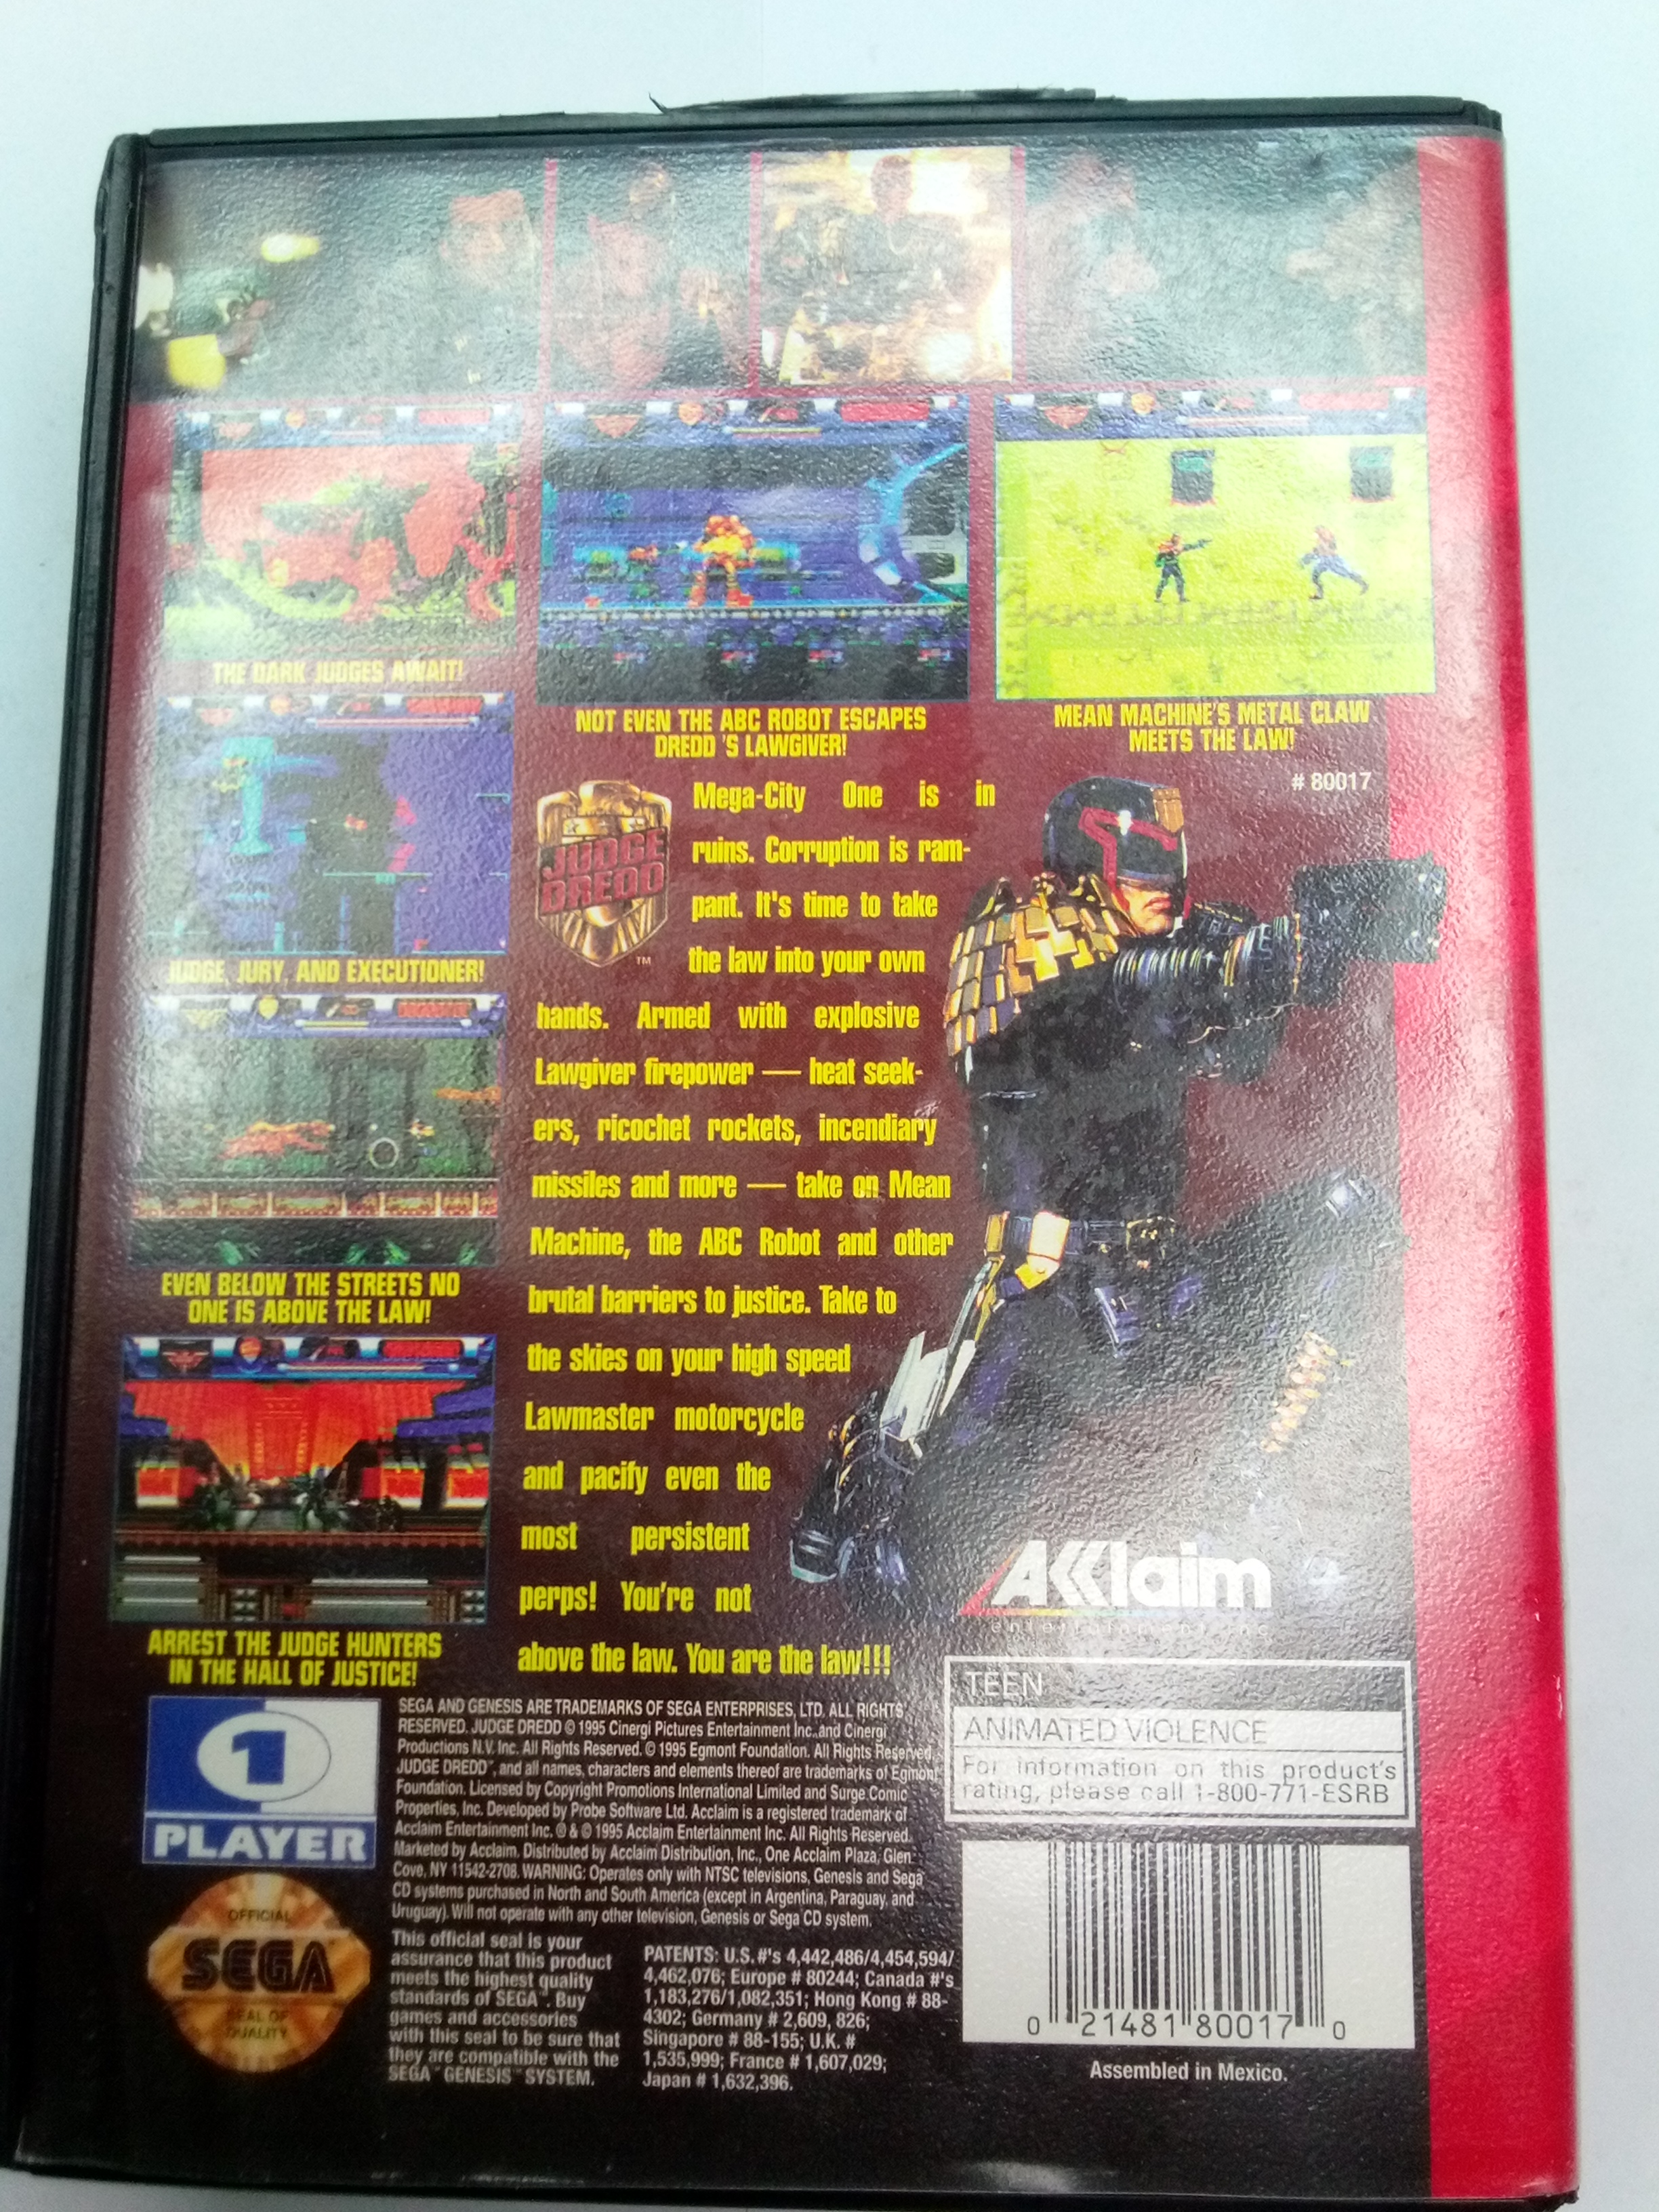 THE DARK JUDGES AWAIT!
NOT EVEN THE ABC ROBOT ESCAPES
DREDD 'S LAWGIVER!
MEAN MACHINE'S METAL CLAW
MEETS THE LAW!
# 80017
JUDGE, JURY, AND EXECUTIONER!
EVEN BELOW THE STREETS NO
ONE IS ABOVE THE LAW!
ARREST THE JUDGE HUNTERS
IN THE HALL OF JUSTICE!
JUDGE
DREDD
TM
Mega-City One is in
ruins. Corruption is ram-
pant. It's time to take
the law into your own
hands. Armed with explosive
Lawgiver firepower — heat seek-
ers, ricochet rockets, incendiary
missiles and more — take on Mean
Machine, the ABC Robot and other
brutal barriers to justice. Take to
the skies on your high speed
Lawmaster motorcycle
and pacify even the
most persistent
perps! You're not
above the law. You are the law!!!
AKKlaim
entertainment inc
1
PLAYER
SEGA AND GENESIS ARE TRADEMARKS OF SEGA ENTERPRISES, LTD. ALL RIGHTS
RESERVED. JUDGE DREDD © 1995 Cinergi Pictures Entertainment Inc. and Cinergi
Productions N.V. Inc. All Rights Reserved. © 1995 Egmont Foundation. All Rights Reserved.
JUDGE DREDD™, and all names, characters and elements thereof are trademarks of Egmont
Foundation. Licensed by Copyright Promotions International Limited and Surge Comic
Properties, Inc. Developed by Probe Software Ltd. Acclaim is a registered trademark of
Acclaim Entertainment Inc. ® & © 1995 Acclaim Entertainment Inc. All Rights Reserved.
Marketed by Acclaim. Distributed by Acclaim Distribution, Inc., One Acclaim Plaza, Glen
Cove, NY 11542-2708. WARNING: Operates only with NTSC televisions, Genesis and Sega
CD systems purchased in North and South America (except in Argentina, Paraguay, and
Uruguay). Will not operate with any other television, Genesis or Sega CD system.
TEEN
ANIMATED VIOLENCE
For information on this product's
rating, please call 1-800-771-ESRB
OFFICIAL
SEGA
SEAL OF
QUALITY
This official seal is your
assurance that this product
meets the highest quality
standards of SEGA™. Buy
games and accessories
with this seal to be sure that
they are compatible with the
SEGA™ GENESIS™ SYSTEM.
PATENTS: U.S.#'s 4,442,486/4,454,594/
4,462,076; Europe # 80244; Canada #'s
1,183,276/1,082,351; Hong Kong # 88-
4302; Germany # 2,609, 826;
Singapore # 88-155; U.K. #
1,535,999; France # 1,607,029;
Japan # 1,632,396.
0 21481 80017 0
Assembled in Mexico.